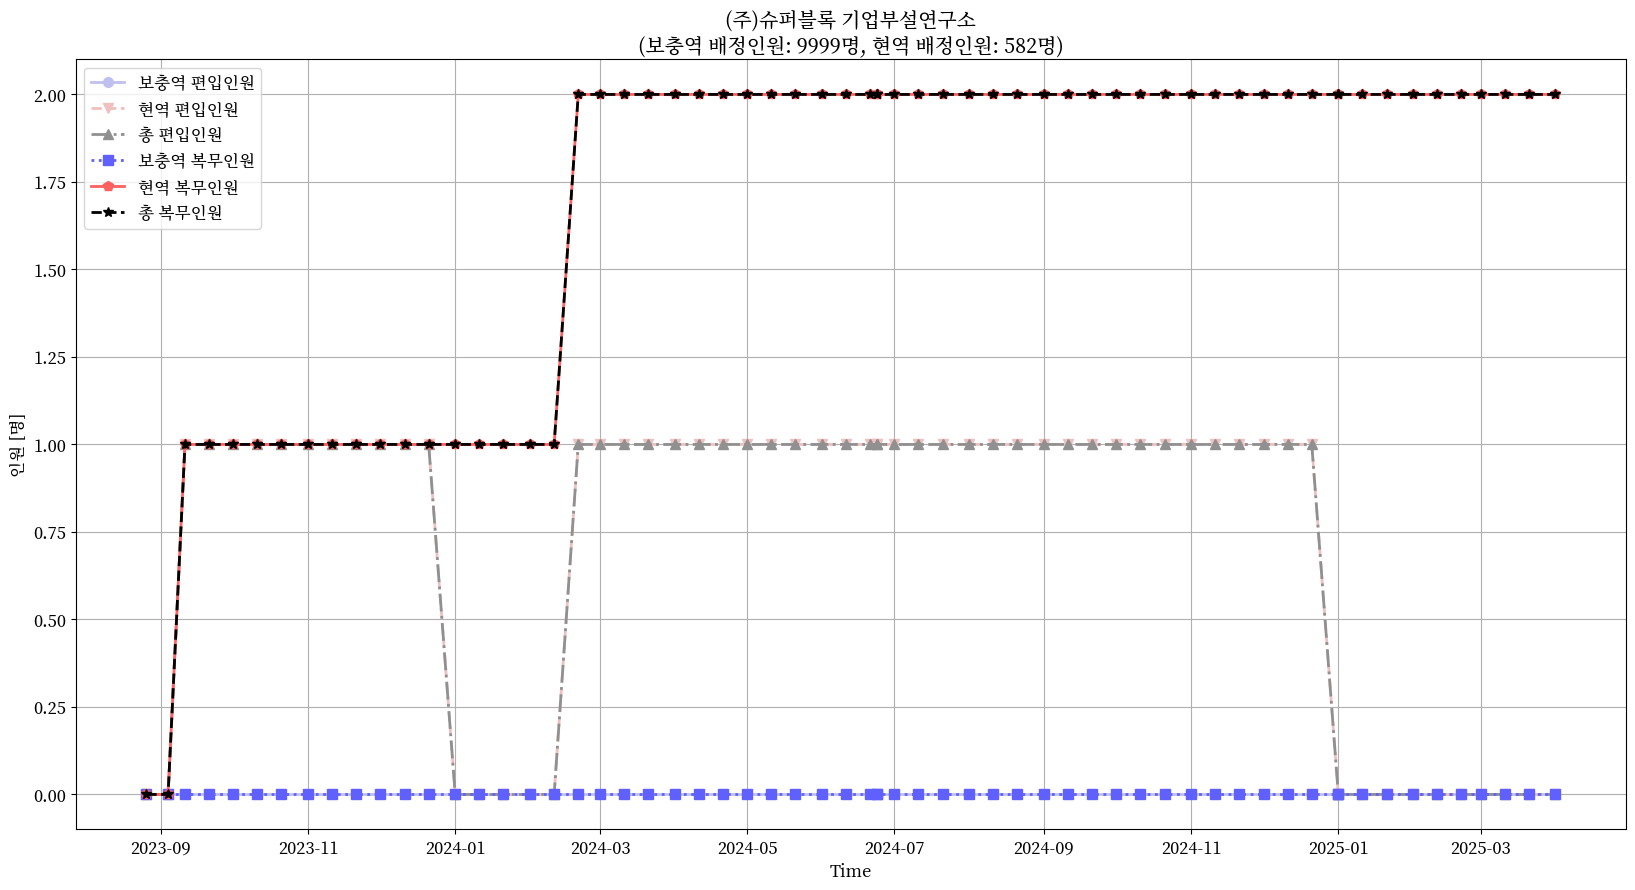 (주)슈퍼블록 기업부설연구소
(보충역 배정인원: 9999명, 현역 배정인원: 582명)
보충역 편입인원
현역 편입인원
총 편입인원
보충역 복무인원
현역 복무인원
총 복무인원
2.00
1.75
1.50
1.25
1.00
0.75
0.50
0.25
0.00
인원 [명]
2023-09 2023-11 2024-01 2024-03 2024-05 2024-07 2024-09 2024-11 2025-01 2025-03
Time